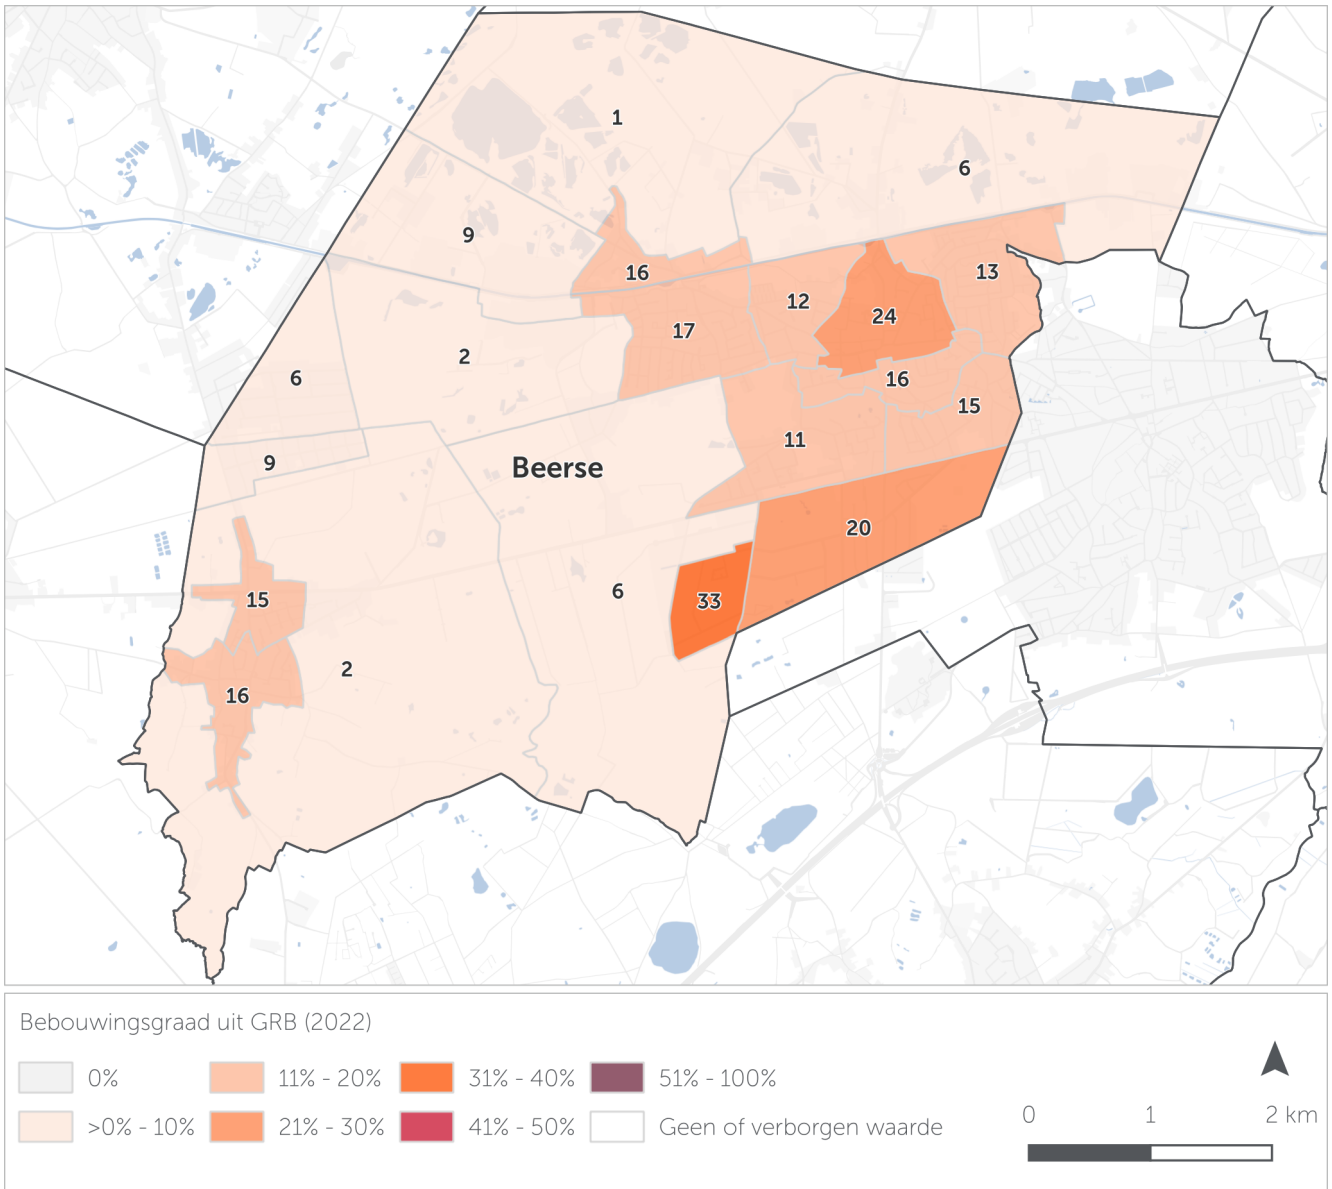 1
6
9
16
13
12
24
17
2
6
16
15
11
9
Beerse
20
6
33
15
2
16
Bebouwingsgraad uit GRB (2022)
0%
11% - 20%
31% - 40%
51% - 100%
>0% - 10%
21% - 30%
41% - 50%
Geen of verborgen waarde
0 1 2 km